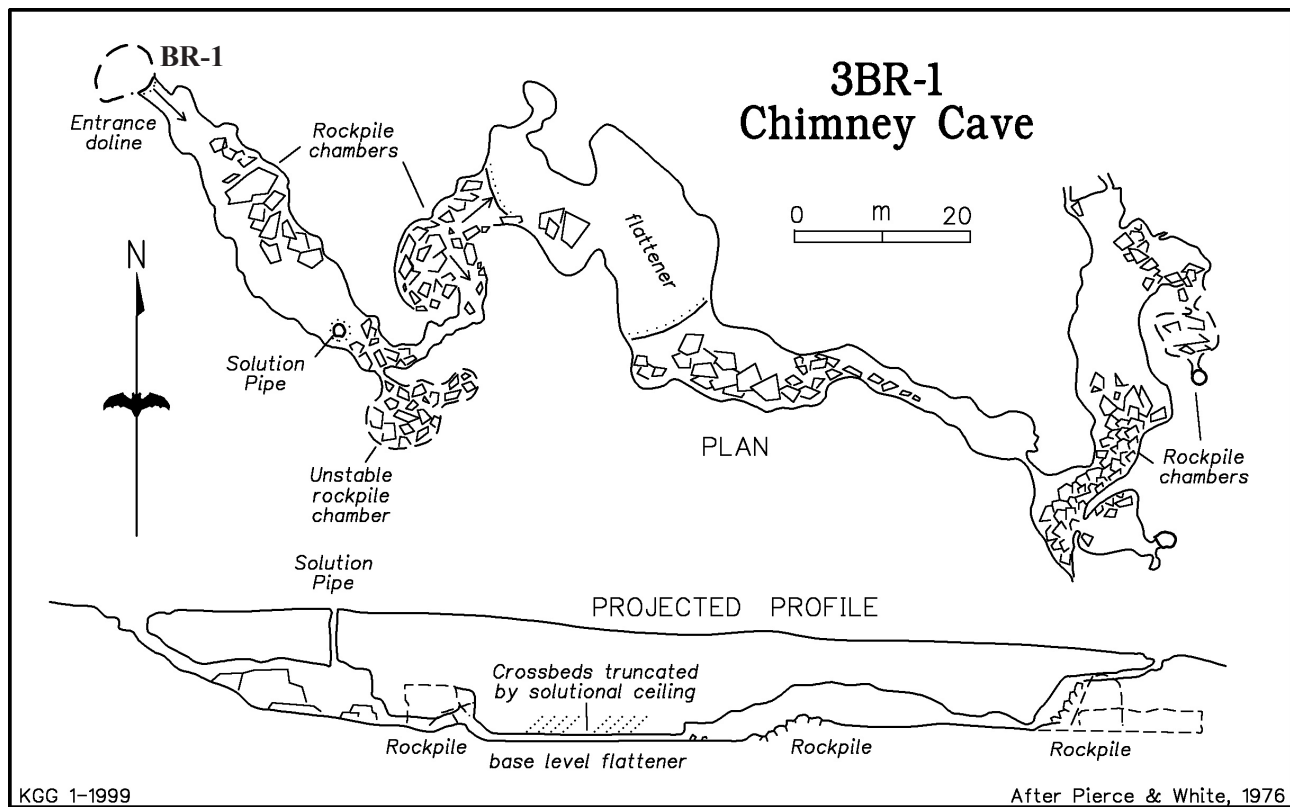 BR-1
3BR-1
Chimney Cave
Entrance
doline
Rockpile
chambers
0 m 20
flattener
N
Solution
Pipe
PLAN
Unstable
rockpile
chamber
Rockpile
chambers
Solution
Pipe
PROJECTED PROFILE
Crossbeds truncated
by solutional ceiling
Rockpile
base level flattener
Rockpile
Rockpile
KGG 1-1999
After Pierce & White, 1976